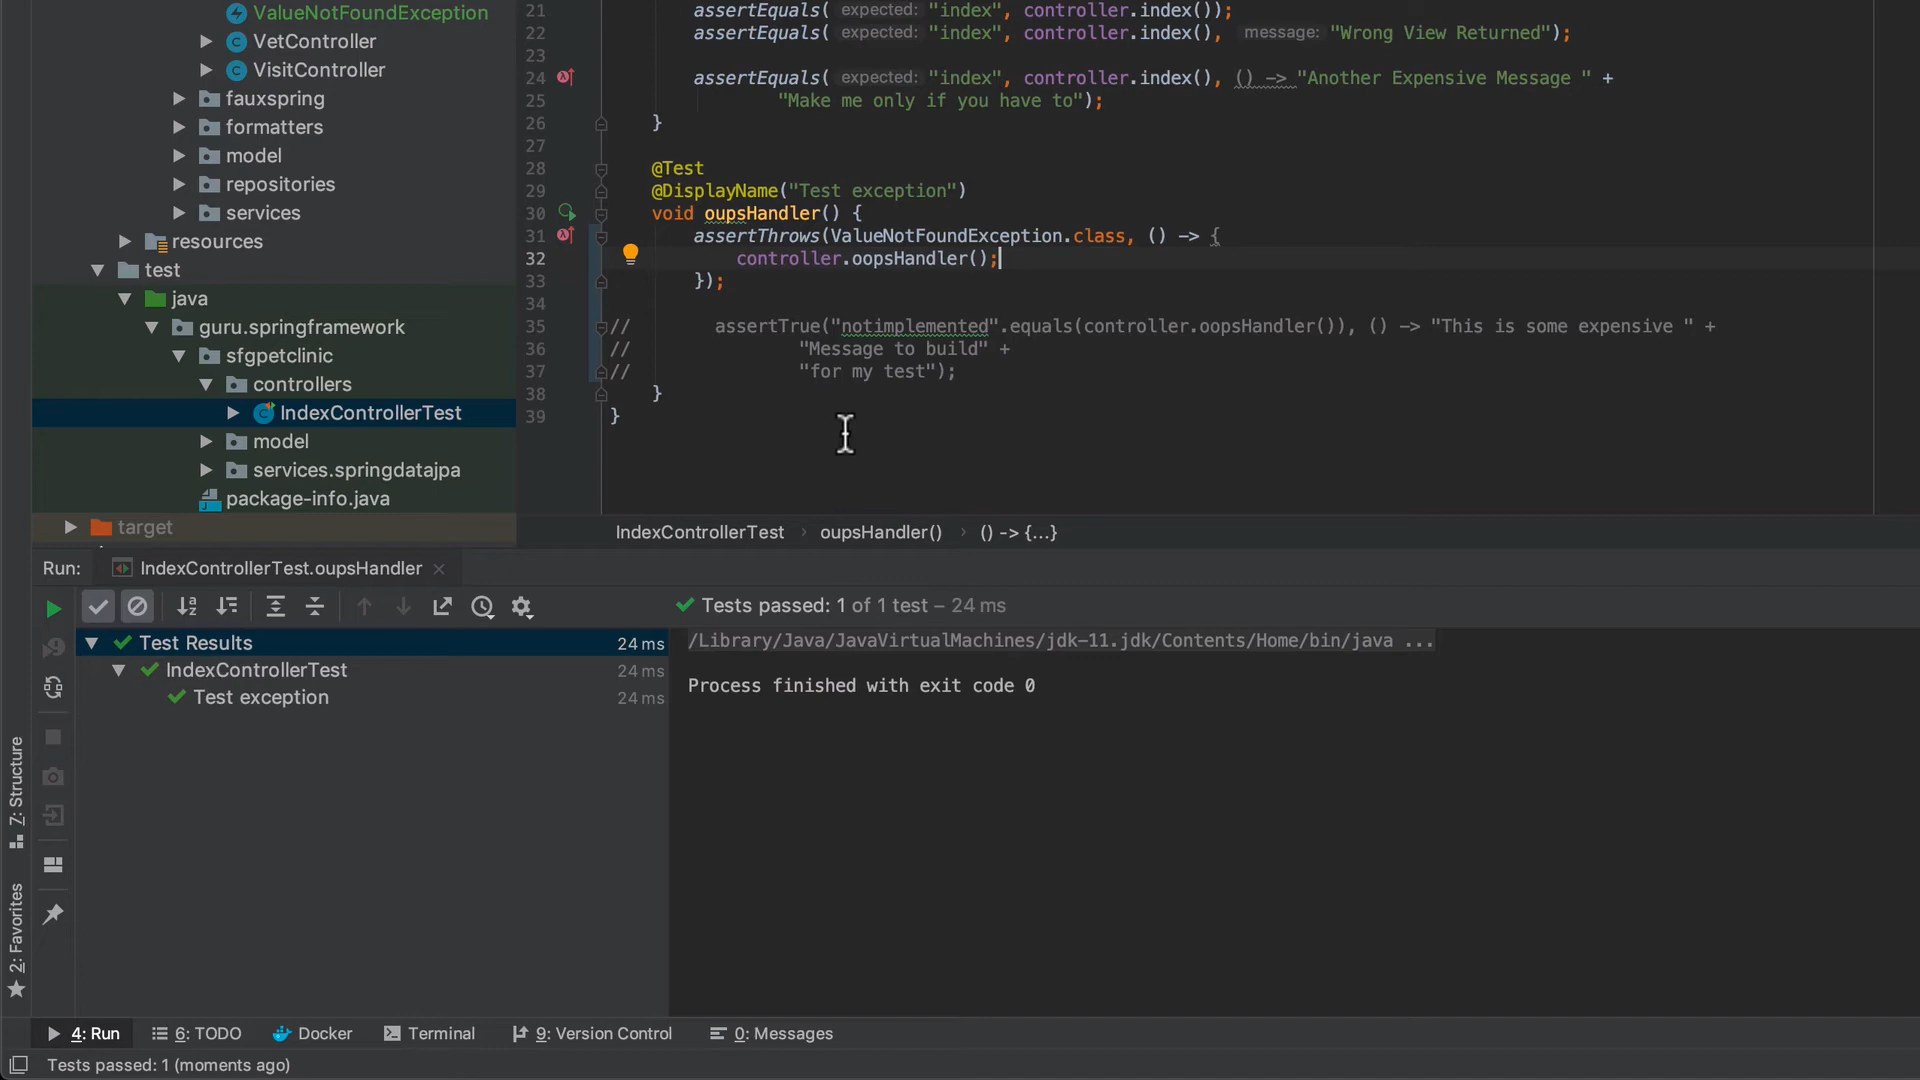 ValueNotFoundException
VetController
VisitController
fauxspring
formatters
model
repositories
services
resources
test
java
guru.springframework
sfgpetclinic
controllers
IndexControllerTest
model
services.springdatajpa
package-info.java
target
21 assertEquals( expected: "index", controller.index());
22 assertEquals( expected: "index", controller.index(), message: "Wrong View Returned");
23
24 assertEquals( expected: "index", controller.index(), () -> "Another Expensive Message " +
25 "Make me only if you have to");
26 }
27
28 @Test
29 @DisplayName("Test exception")
30 void oupsHandler() {
31 assertThrows(ValueNotFoundException.class, () -> {
32 controller.oopsHandler();
33 });
34
35 // assertTrue("notimplemented".equals(controller.oopsHandler()), () -> "This is some expensive " +
36 // "Message to build" +
37 // "for my test");
38 }
39 }
IndexControllerTest › oupsHandler() › () -> {...}
Run: IndexControllerTest.oupsHandler ×
Tests passed: 1 of 1 test – 24 ms
Test Results 24 ms
IndexControllerTest 24 ms
Test exception 24 ms
/Library/Java/JavaVirtualMachines/jdk-11.jdk/Contents/Home/bin/java ...
Process finished with exit code 0
Z: Structure
2: Favorites
4: Run 6: TODO Docker Terminal 9: Version Control 0: Messages
Tests passed: 1 (moments ago)